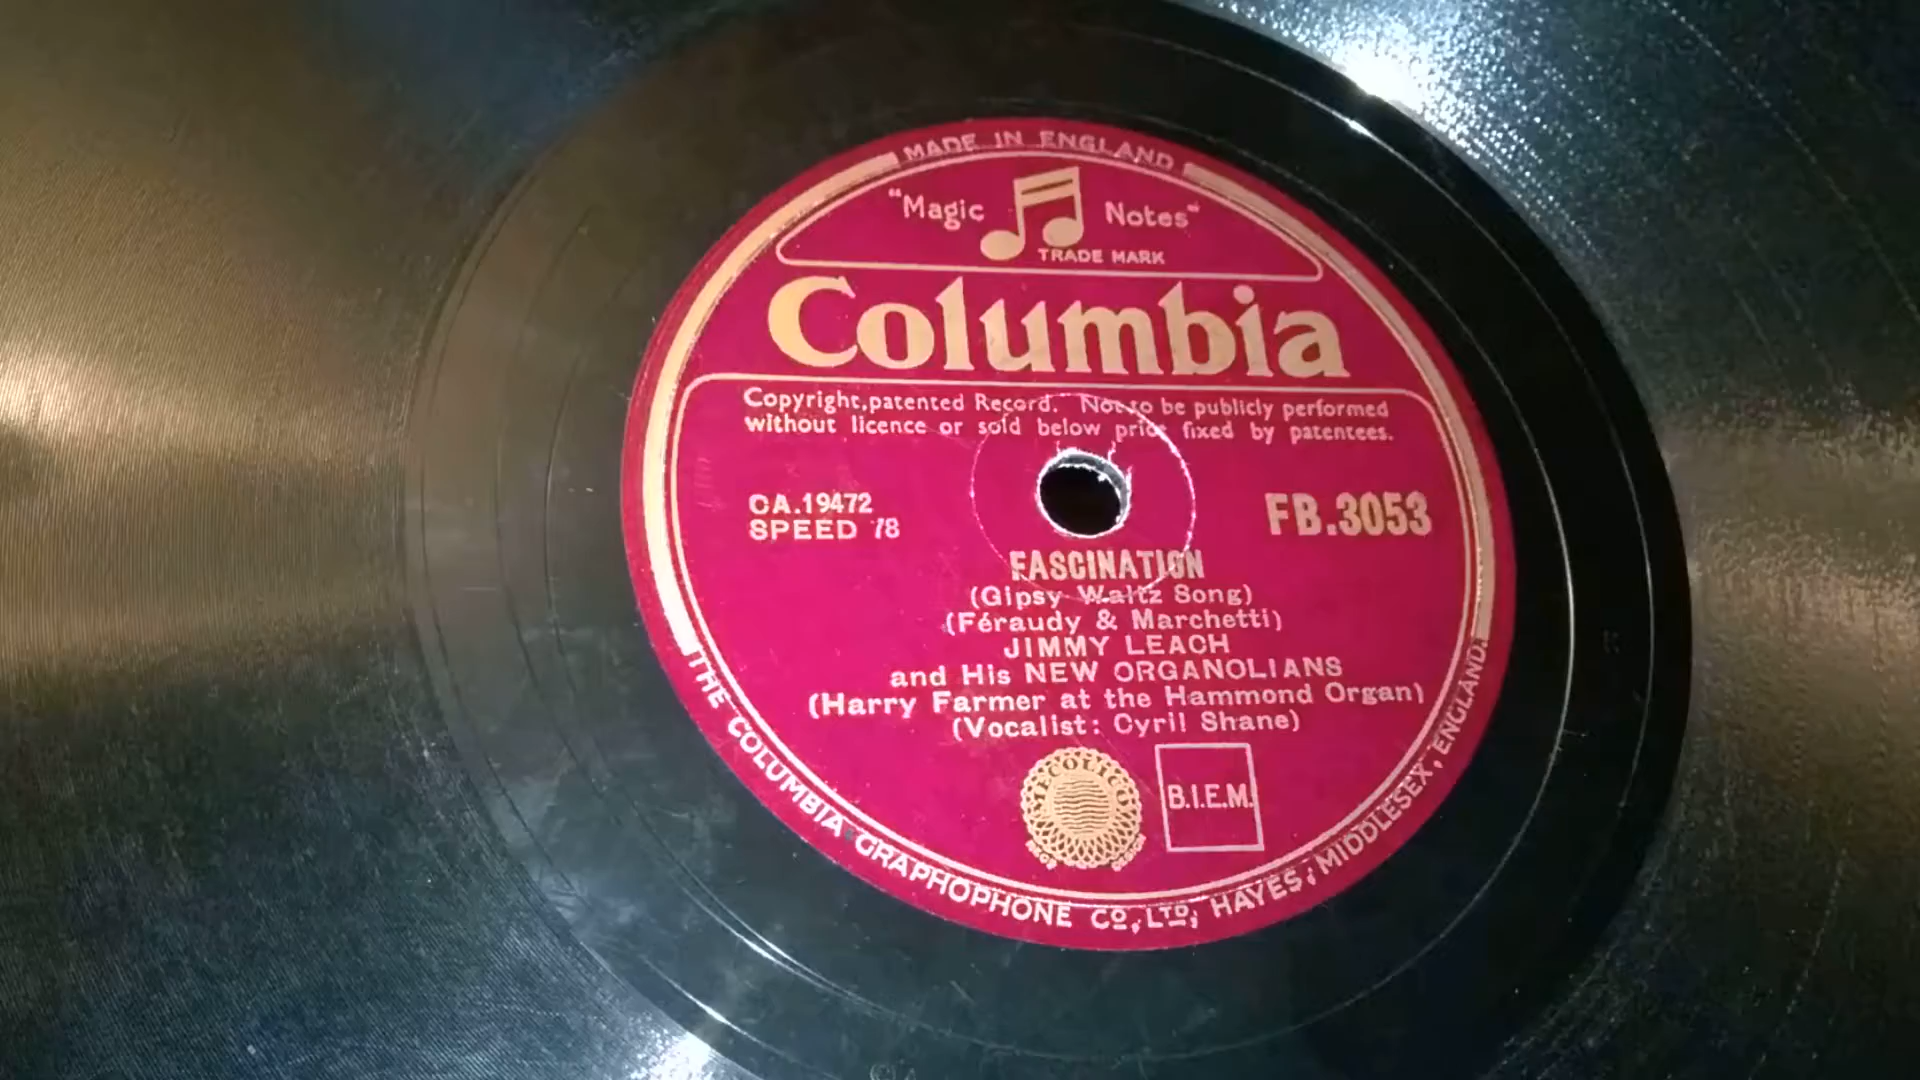 MADE IN ENGLAND
"Magic Notes"
TRADE MARK
Columbia
Copyright, patented Record. Not to be publicly performed
without licence or sold below price fixed by patentees.
CA.19472
SPEED 78
FB.3053
FASCINATION
(Gipsy Waltz Song)
(Féraudy & Marchetti)
JIMMY LEACH
and His NEW ORGANOLIANS
(Harry Farmer at the Hammond Organ)
(Vocalist: Cyril Shane)
MECOLICO
B.I.E.M.
THE COLUMBIA GRAPHOPHONE CO., LTD, HAYES, MIDDLESEX, ENGLAND.